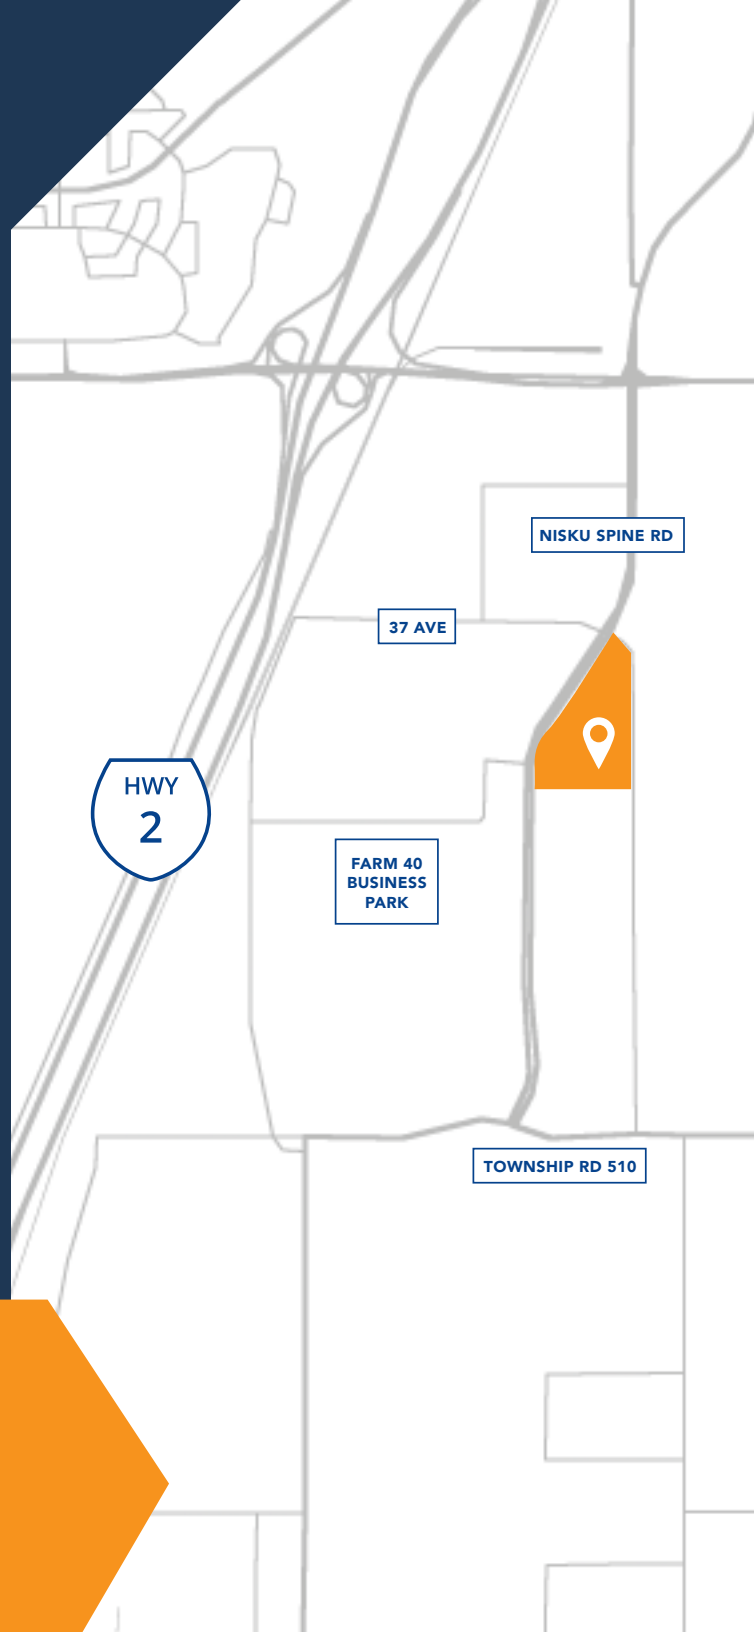 NISKU SPINE RD
37 AVE
HWY
2
FARM 40
BUSINESS
PARK
TOWNSHIP RD 510